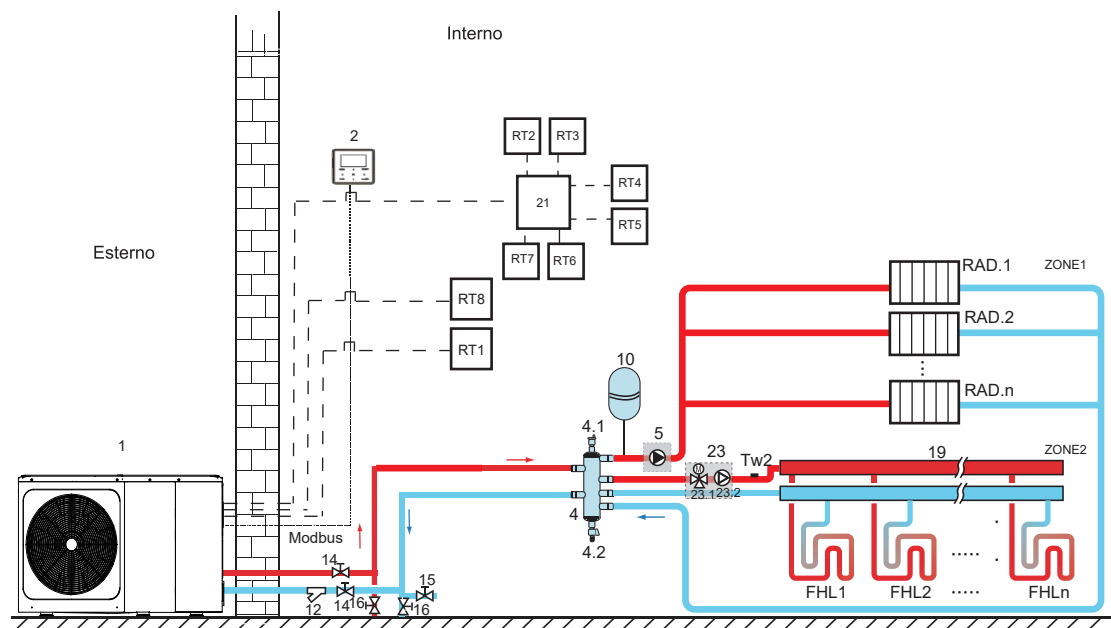 Interno
2
RT2
RT3
RT4
21
RT5
RT7
RT6
Esterno
RT8
RT1
RAD.1
ZONE1
RAD.2
RAD.n
10
4.1
5
23
Tw2
19
ZONE2
23.1
23.2
4
4.2
1
Modbus
14
12
14
16
16
15
FHL1
FHL2
FHLn